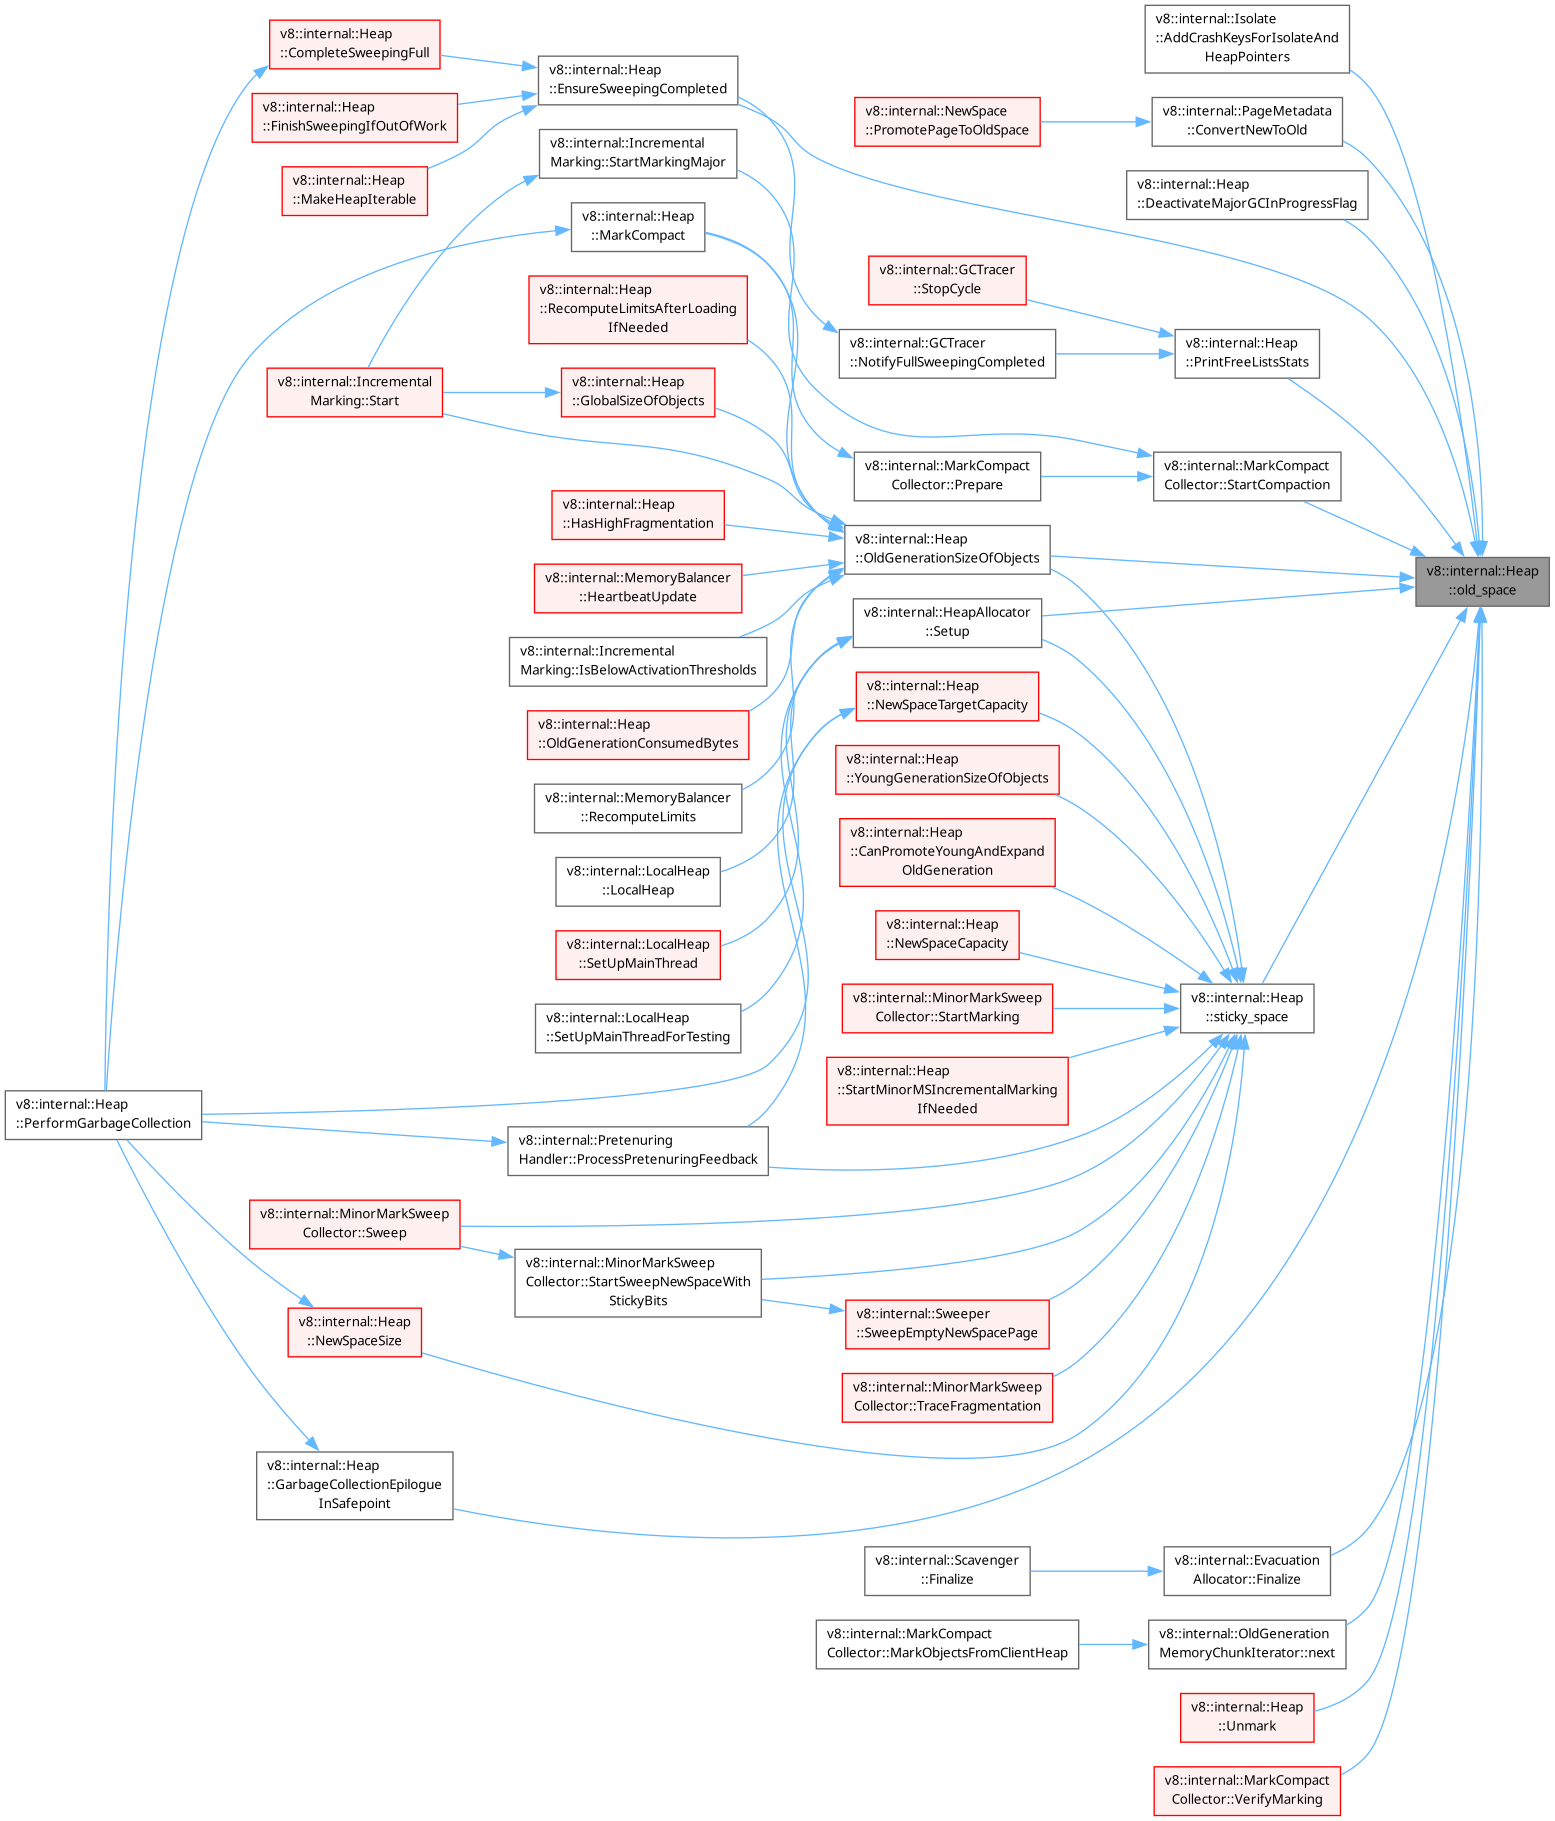 v8::internal::Heap
::CompleteSweepingFull
v8::internal::Heap
::FinishSweepingIfOutOfWork
v8::internal::Heap
::MakeHeapIterable
v8::internal::Incremental
Marking::Start
v8::internal::Heap
::PerformGarbageCollection
v8::internal::MinorMarkSweep
Collector::Sweep
v8::internal::Heap
::NewSpaceSize
v8::internal::Heap
::GarbageCollectionEpilogue
InSafepoint
v8::internal::Heap
::EnsureSweepingCompleted
v8::internal::Incremental
Marking::StartMarkingMajor
v8::internal::Heap
::MarkCompact
v8::internal::Heap
::RecomputeLimitsAfterLoading
IfNeeded
v8::internal::Heap
::GlobalSizeOfObjects
v8::internal::Heap
::HasHighFragmentation
v8::internal::MemoryBalancer
::HeartbeatUpdate
v8::internal::Incremental
Marking::IsBelowActivationThresholds
v8::internal::Heap
::OldGenerationConsumedBytes
v8::internal::MemoryBalancer
::RecomputeLimits
v8::internal::LocalHeap
::LocalHeap
v8::internal::LocalHeap
::SetUpMainThread
v8::internal::LocalHeap
::SetUpMainThreadForTesting
v8::internal::Pretenuring
Handler::ProcessPretenuringFeedback
v8::internal::MinorMarkSweep
Collector::StartSweepNewSpaceWith
StickyBits
v8::internal::NewSpace
::PromotePageToOldSpace
v8::internal::GCTracer
::StopCycle
v8::internal::GCTracer
::NotifyFullSweepingCompleted
v8::internal::MarkCompact
Collector::Prepare
v8::internal::Heap
::OldGenerationSizeOfObjects
v8::internal::HeapAllocator
::Setup
v8::internal::Heap
::NewSpaceTargetCapacity
v8::internal::Heap
::YoungGenerationSizeOfObjects
v8::internal::Heap
::CanPromoteYoungAndExpand
OldGeneration
v8::internal::Heap
::NewSpaceCapacity
v8::internal::MinorMarkSweep
Collector::StartMarking
v8::internal::Heap
::StartMinorMSIncrementalMarking
IfNeeded
v8::internal::Sweeper
::SweepEmptyNewSpacePage
v8::internal::MinorMarkSweep
Collector::TraceFragmentation
v8::internal::Scavenger
::Finalize
v8::internal::MarkCompact
Collector::MarkObjectsFromClientHeap
v8::internal::Isolate
::AddCrashKeysForIsolateAnd
HeapPointers
v8::internal::PageMetadata
::ConvertNewToOld
v8::internal::Heap
::DeactivateMajorGCInProgressFlag
v8::internal::Heap
::PrintFreeListsStats
v8::internal::MarkCompact
Collector::StartCompaction
v8::internal::Heap
::sticky_space
v8::internal::Evacuation
Allocator::Finalize
v8::internal::OldGeneration
MemoryChunkIterator::next
v8::internal::Heap
::Unmark
v8::internal::MarkCompact
Collector::VerifyMarking
v8::internal::Heap
::old_space